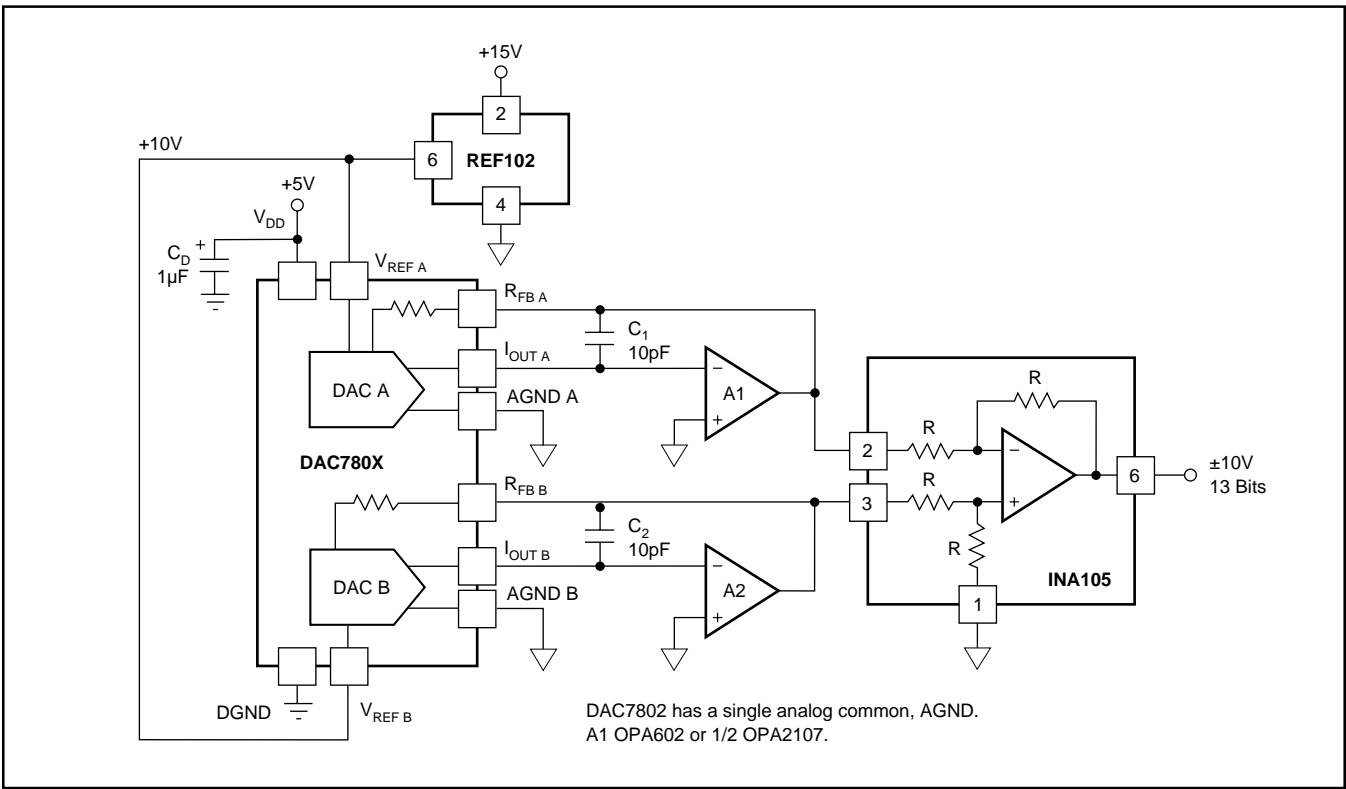 +15V
2
+10V
6
REF102
+5V
4
V_DD
C_D
+
1µF
V_REF A
R_FB A
C_1
10pF
I_OUT A
−
DAC A
A1
R
AGND A
+
R
2
−
DAC780X
R
6
±10V
R_FB B
3
+
13 Bits
C_2
10pF
R
I_OUT B
−
INA105
DAC B
A2
AGND B
1
+
DGND
V_REF B
DAC7802 has a single analog common, AGND.
A1 OPA602 or 1/2 OPA2107.